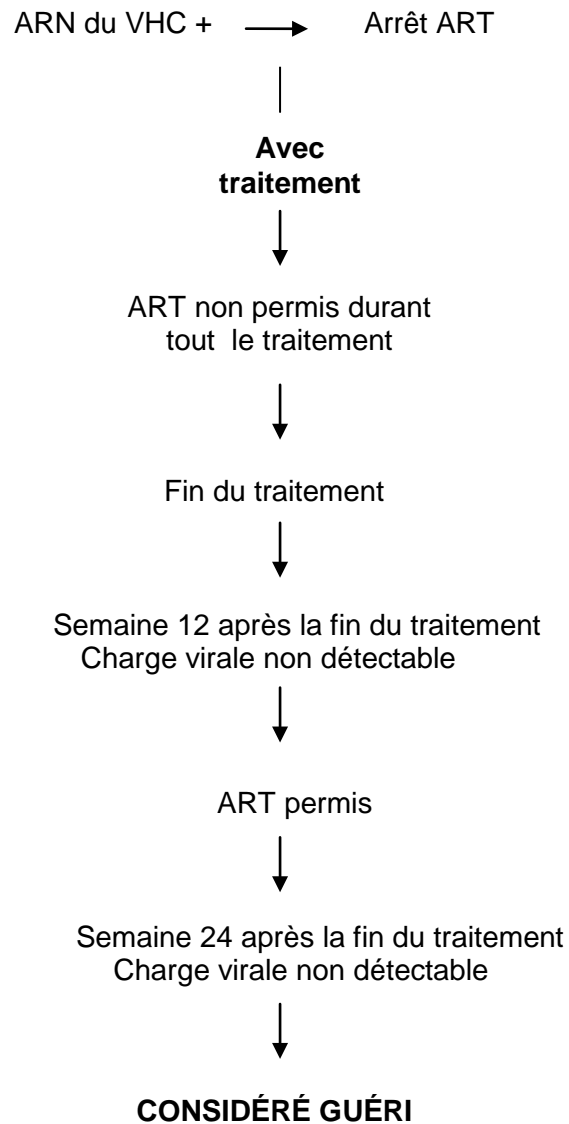 ARN du VHC + Arrêt ART
Avec
traitement
ART non permis durant
tout le traitement
Fin du traitement
Semaine 12 après la fin du traitement
Charge virale non détectable
ART permis
Semaine 24 après la fin du traitement
Charge virale non détectable
CONSIDÉRÉ GUÉRI